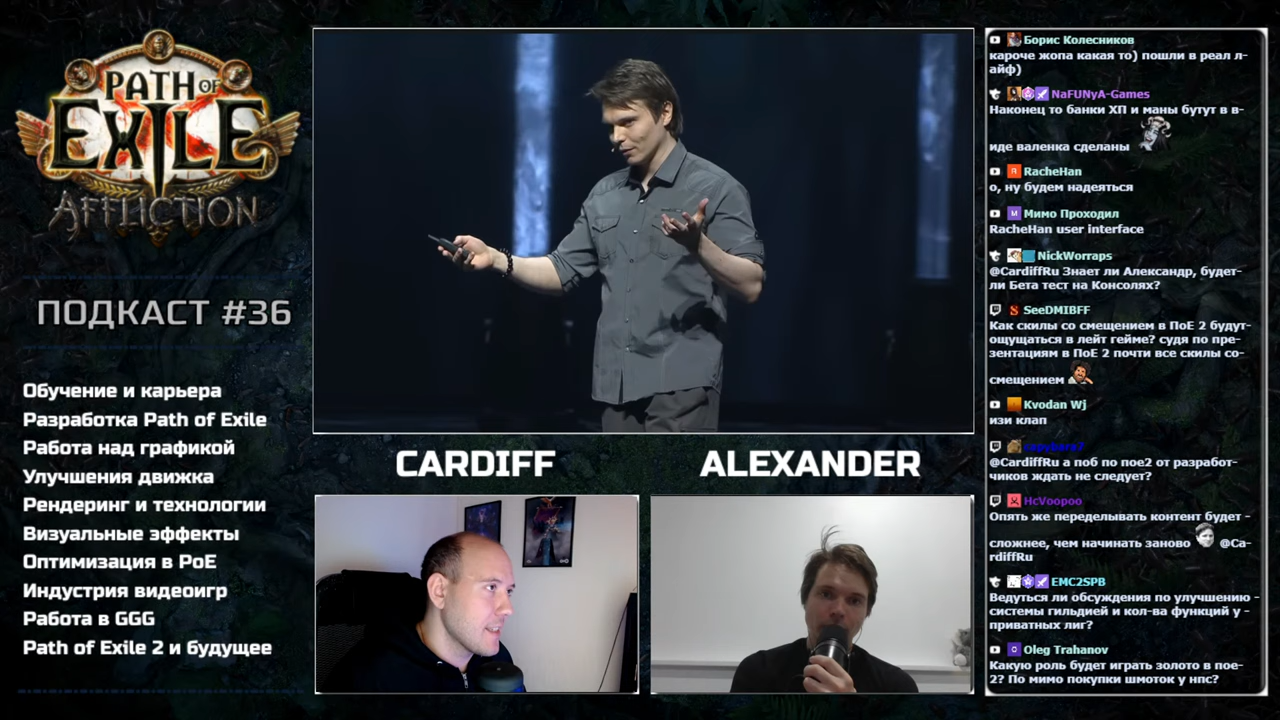 PATH OF
EXILE
AFFLICTION
ПОДКАСТ #36
Обучение и карьера
Разработка Path of Exile
Работа над графикой
Улучшения движка
Рендеринг и технологии
Визуальные эффекты
Оптимизация в PoE
Индустрия видеоигр
Работа в GGG
Path of Exile 2 и будущее
CARDIFF
ALEXANDER
Борис Колесников
кароче жопа какая то) пошли в реал л-
айф)
NaFUNyA-Games
Наконец то банки ХП и маны бутут в в-
иде валенка сделаны
RacheHan
о, ну будем надеяться
Мимо Проходил
RacheHan user interface
NickWorraps
@CardiffRu Знает ли Александр, будет-
ли Бета тест на Консолях?
SeeDMIBFF
Как скилы со смещением в ПоЕ 2 будут-
ощущаться в лейт гейме? судя по пре-
зентациям в ПоЕ 2 почти все скилы со-
смещением
Kvodan Wj
изи клап
@CardiffRu а поб по пое2 от разработ-
чиков ждать не следует?
HcVoopoo
Опять же переделывать контент будет -
сложнее, чем начинать заново @Ca-
rdiffRu
EMC2SPB
Ведуться ли обсуждения по улучшению -
системы гильдией и кол-ва функций у -
приватных лиг?
Oleg Trahanov
Какую роль будет играть золото в пое-
2? По мимо покупки шмоток у нпс?